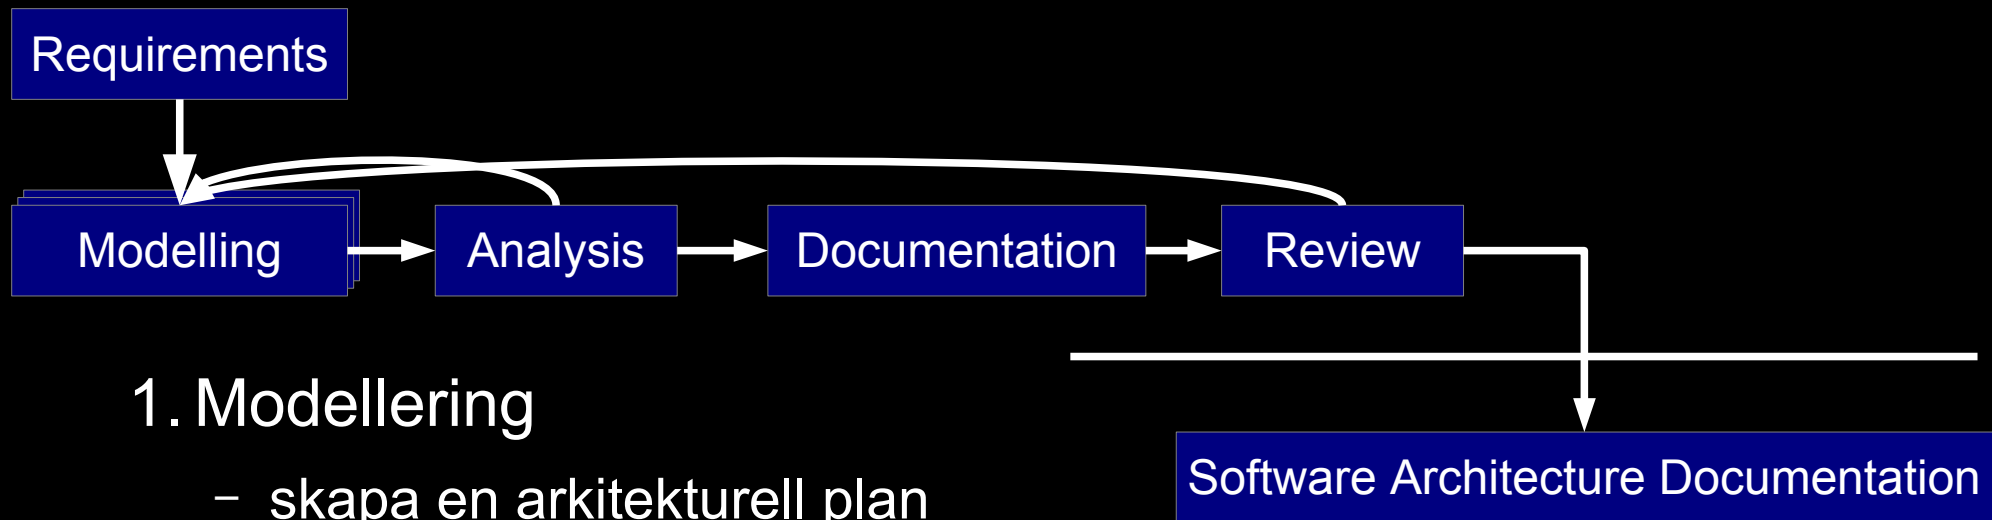 Requirements
Modelling
Analysis
Documentation
Review
1. Modellering
– skapa en arkitekturell plan
Software Architecture Documentation